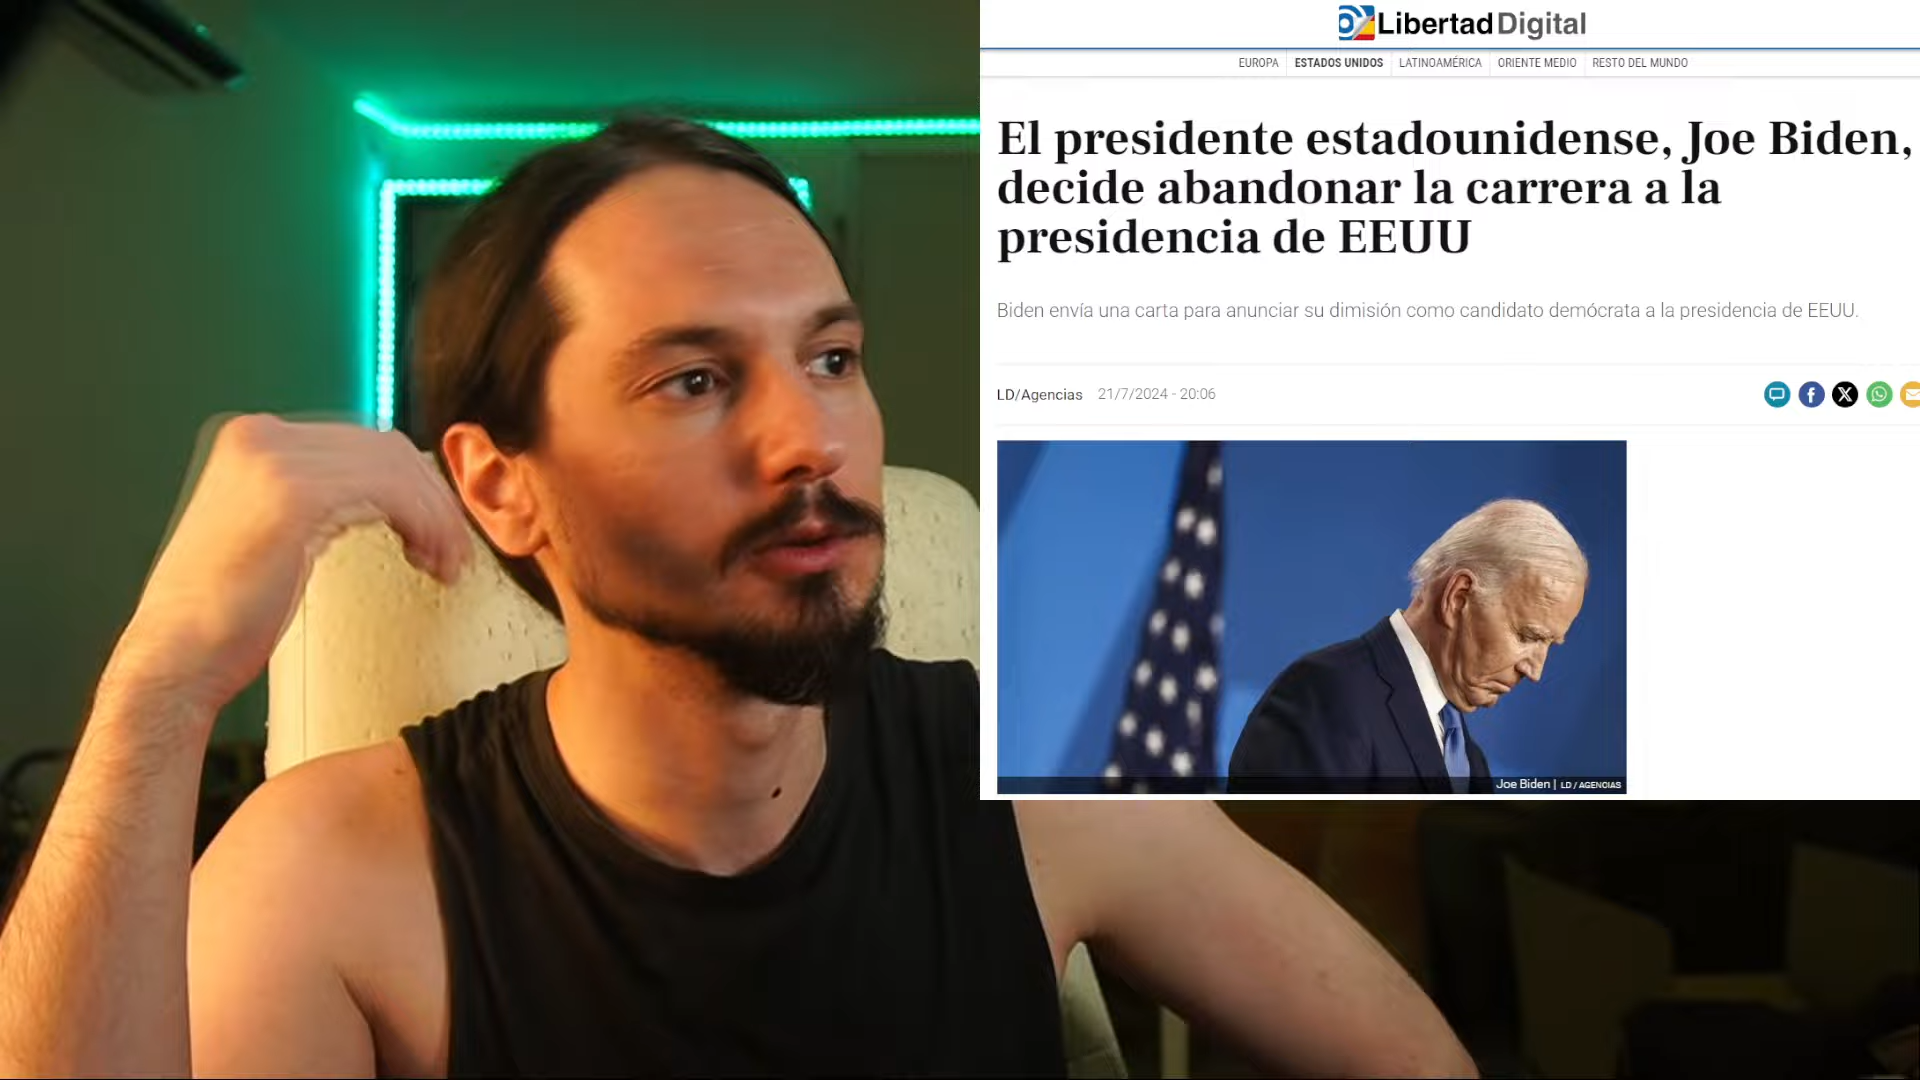 LibertadDigital
EUROPA ESTADOS UNIDOS LATINOAMÉRICA ORIENTE MEDIO RESTO DEL MUNDO
El presidente estadounidense, Joe Biden,
decide abandonar la carrera a la
presidencia de EEUU
Biden envía una carta para anunciar su dimisión como candidato demócrata a la presidencia de EEUU.
LD/Agencias 21/7/2024 - 20:06
Joe Biden | LD / AGENCIAS